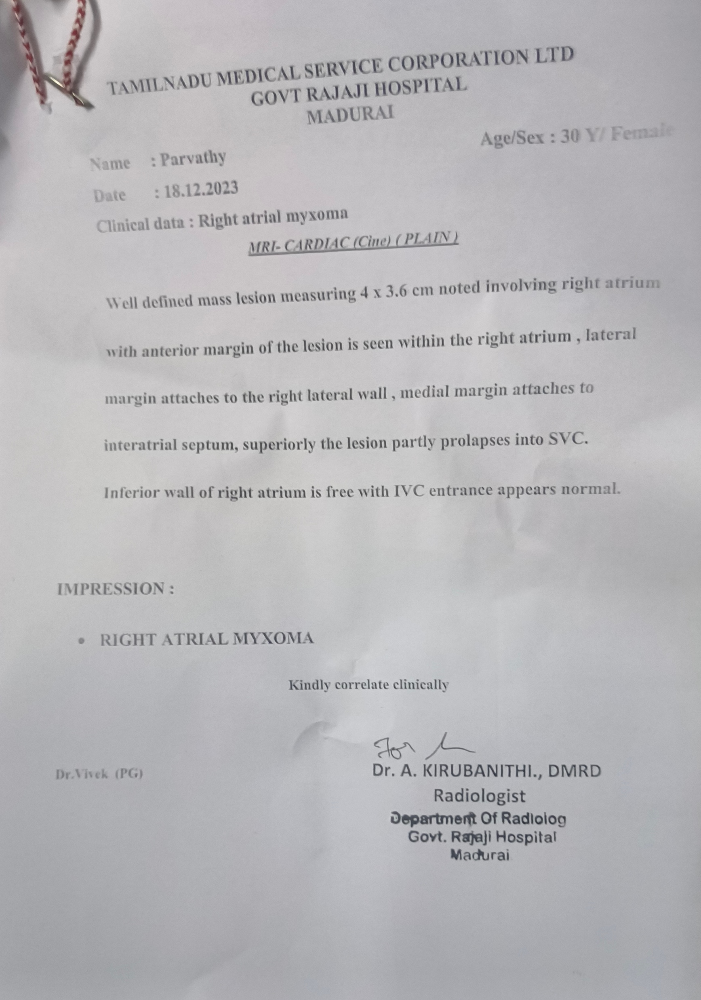 TAMILNADU MEDICAL SERVICE CORPORATION LTD
GOVT RAJAJI HOSPITAL
MADURAI
Age/Sex : 30 Y/ Female
Name : Parvathy
Date : 18.12.2023
Clinical data : Right atrial myxoma
MRI- CARDIAC (Cine) ( PLAIN )
Well defined mass lesion measuring 4 x 3.6 cm noted involving right atrium
with anterior margin of the lesion is seen within the right atrium , lateral
margin attaches to the right lateral wall , medial margin attaches to
interatrial septum, superiorly the lesion partly prolapses into SVC.
Inferior wall of right atrium is free with IVC entrance appears normal.
IMPRESSION :
• RIGHT ATRIAL MYXOMA
Kindly correlate clinically
For
Dr.Vivek (PG)
Dr. A. KIRUBANITHI., DMRD
Radiologist
Department Of Radiolog
Govt. Rajaji Hospital
Madurai